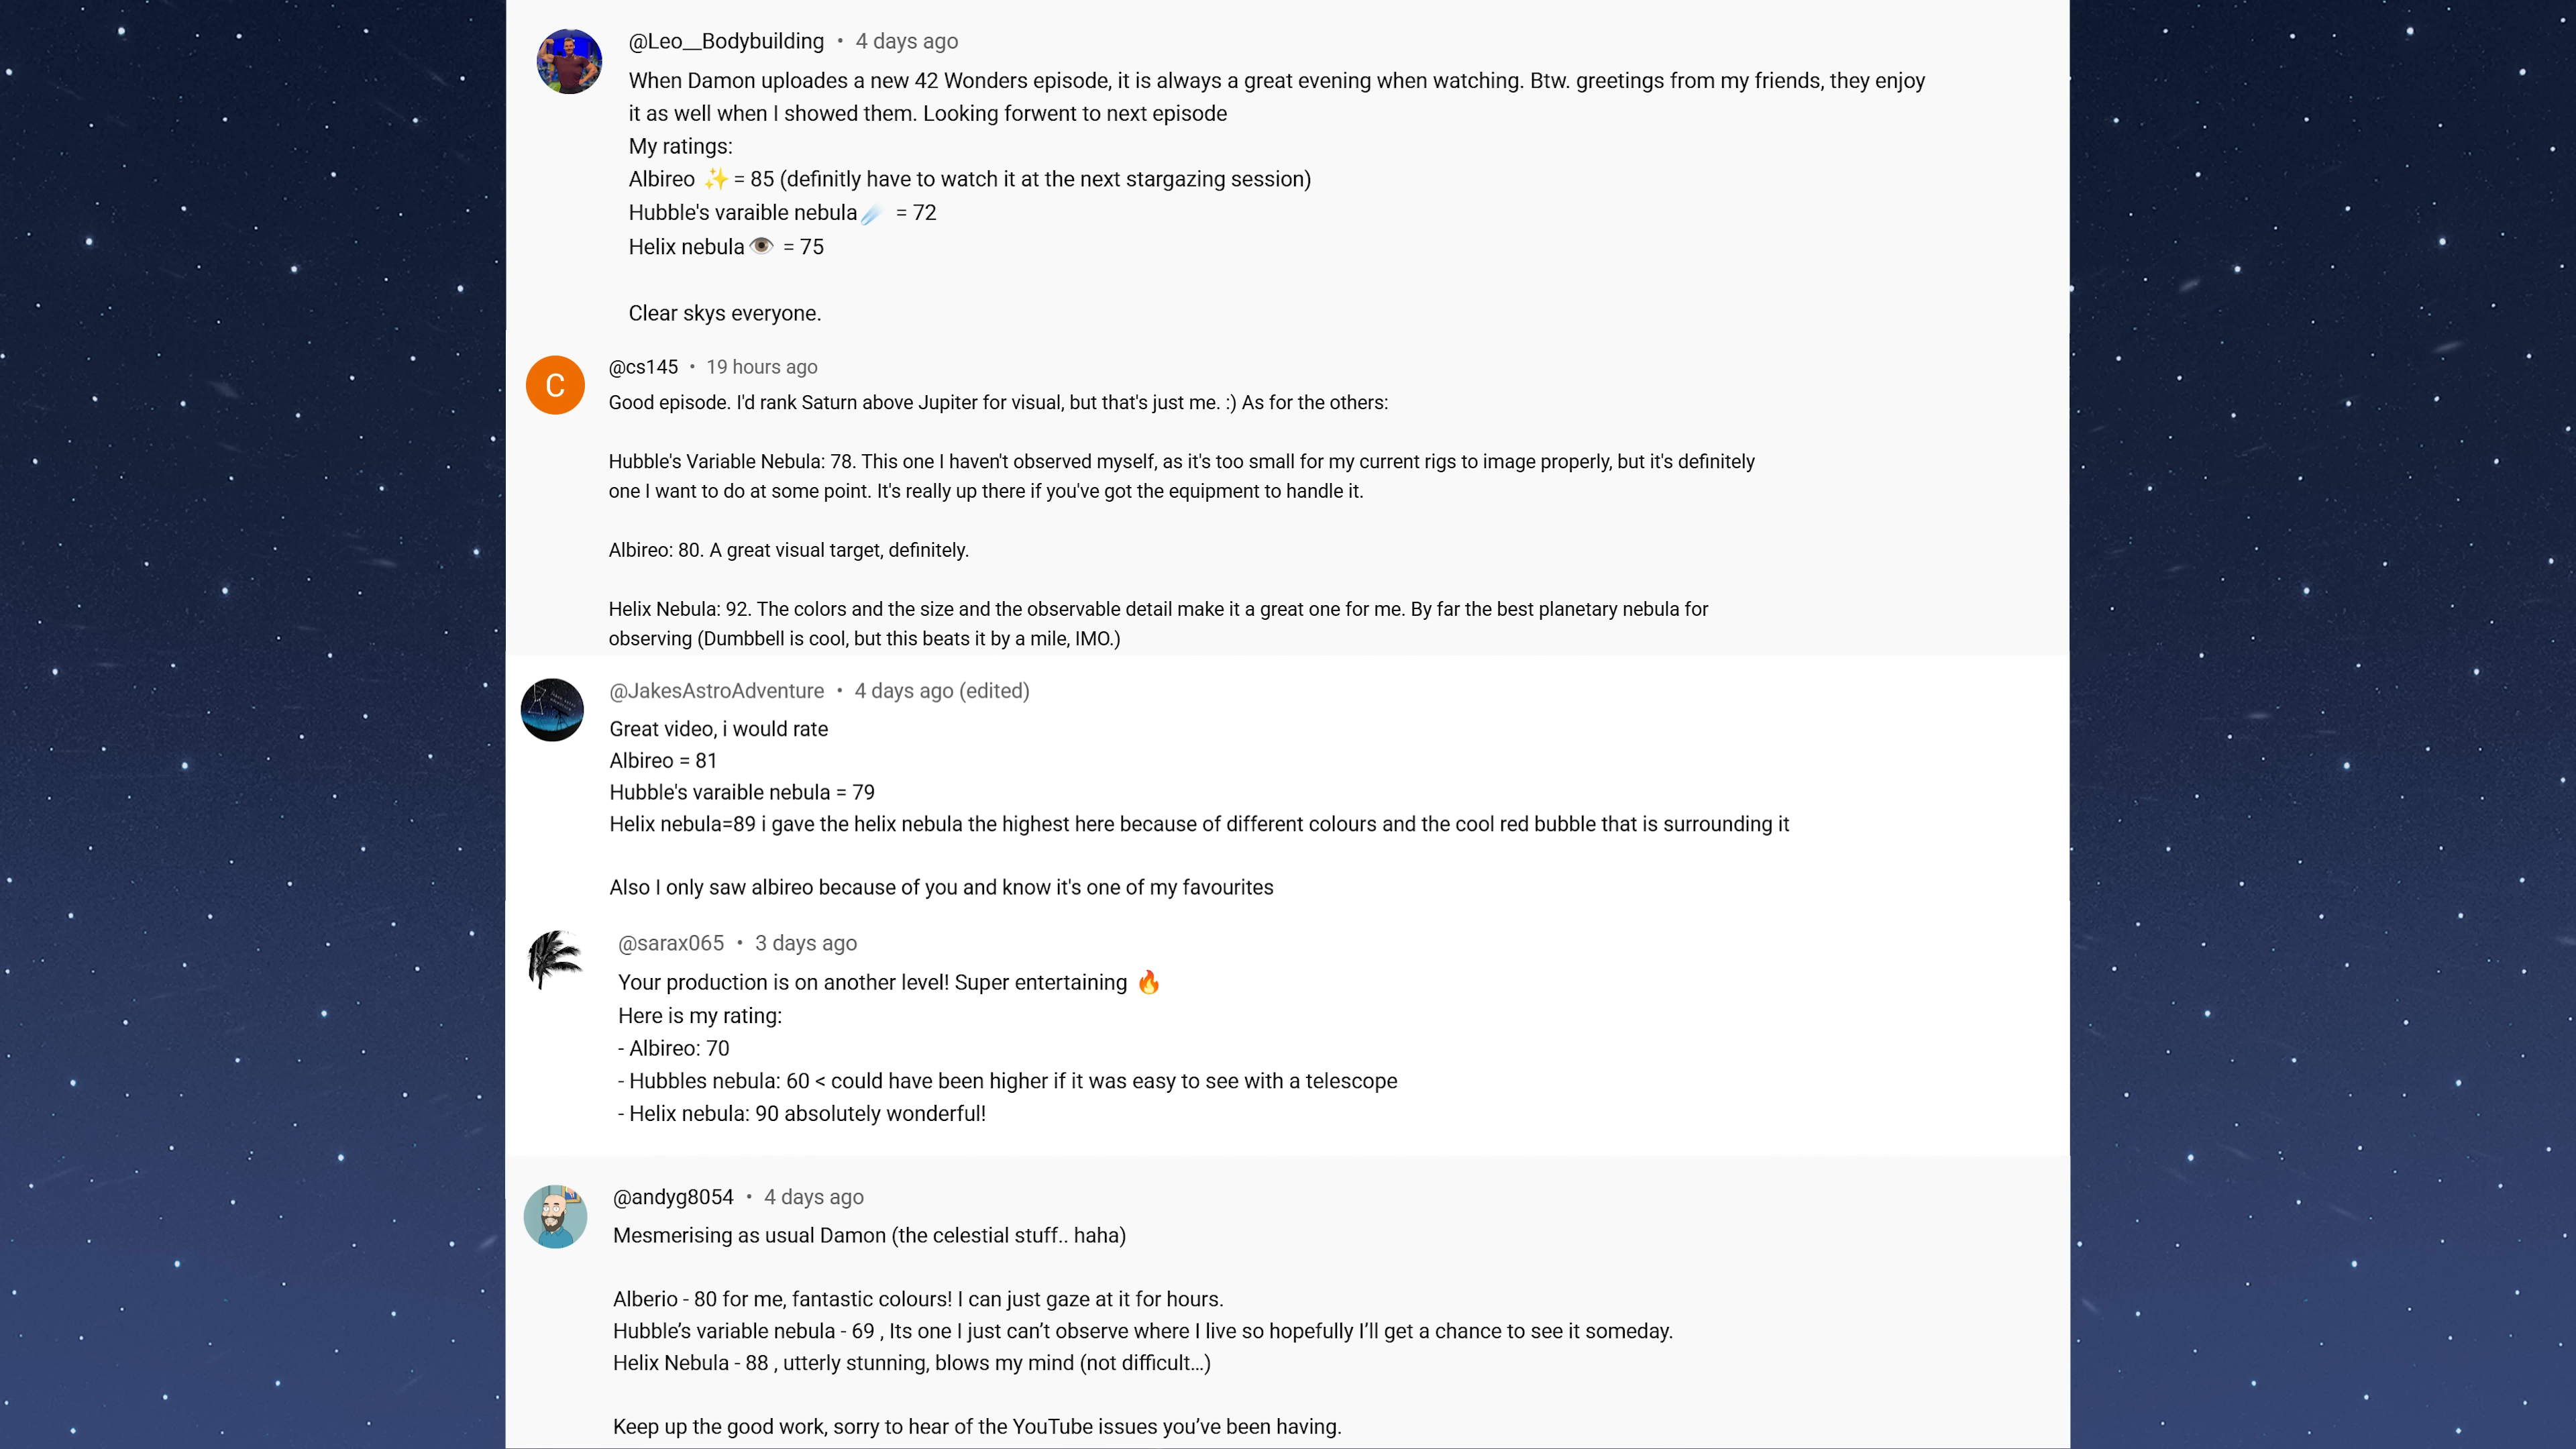 @Leo__Bodybuilding • 4 days ago
When Damon uploades a new 42 Wonders episode, it is always a great evening when watching. Btw. greetings from my friends, they enjoy
it as well when I showed them. Looking forwent to next episode
My ratings:
Albireo ✨ = 85 (definitly have to watch it at the next stargazing session)
Hubble's varaible nebula☄️ = 72
Helix nebula👁️ = 75
Clear skys everyone.
C
@cs145 • 19 hours ago
Good episode. I'd rank Saturn above Jupiter for visual, but that's just me. :) As for the others:
Hubble's Variable Nebula: 78. This one I haven't observed myself, as it's too small for my current rigs to image properly, but it's definitely
one I want to do at some point. It's really up there if you've got the equipment to handle it.
Albireo: 80. A great visual target, definitely.
Helix Nebula: 92. The colors and the size and the observable detail make it a great one for me. By far the best planetary nebula for
observing (Dumbbell is cool, but this beats it by a mile, IMO.)
@JakesAstroAdventure • 4 days ago (edited)
Great video, i would rate
Albireo = 81
Hubble's varaible nebula = 79
Helix nebula=89 i gave the helix nebula the highest here because of different colours and the cool red bubble that is surrounding it
Also I only saw albireo because of you and know it's one of my favourites
@sarax065 • 3 days ago
Your production is on another level! Super entertaining 🔥
Here is my rating:
- Albireo: 70
- Hubbles nebula: 60 < could have been higher if it was easy to see with a telescope
- Helix nebula: 90 absolutely wonderful!
@andyg8054 • 4 days ago
Mesmerising as usual Damon (the celestial stuff.. haha)
Alberio - 80 for me, fantastic colours! I can just gaze at it for hours.
Hubble’s variable nebula - 69 , Its one I just can’t observe where I live so hopefully I’ll get a chance to see it someday.
Helix Nebula - 88 , utterly stunning, blows my mind (not difficult…)
Keep up the good work, sorry to hear of the YouTube issues you’ve been having.